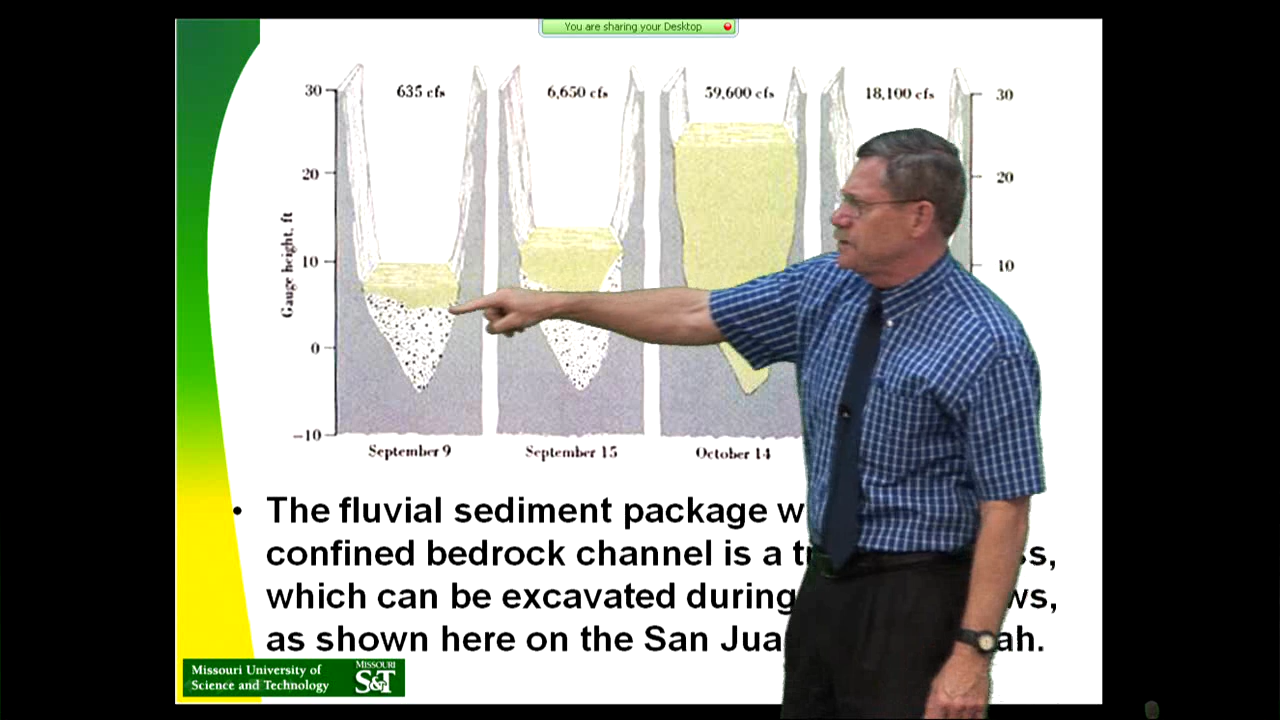 You are sharing your Desktop
635 cfs 6,650 cfs 59,600 cfs 18,100 cfs
30 30
20 20
Gauge height, ft
10 10
0
−10
September 9 September 15 October 14
• The fluvial sediment package w
confined bedrock channel is a
which can be excavated during
as shown here on the San
Missouri University of
Science and Technology
MISSOURI
S&T